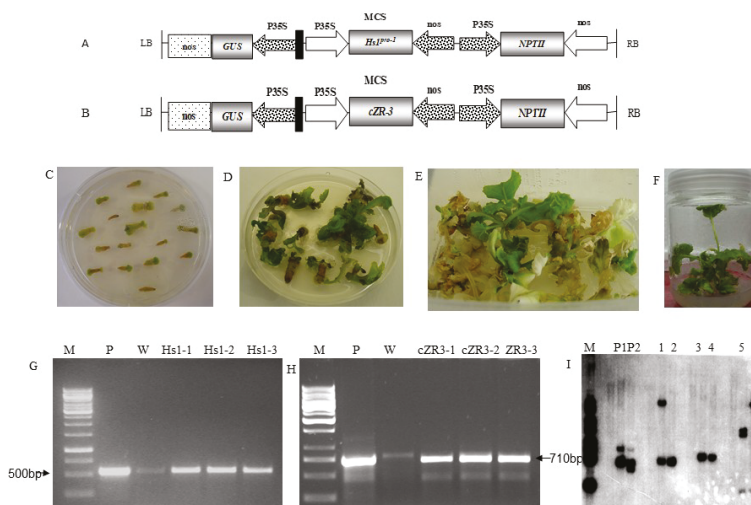 MCS
P35S P35S nos P35S nos
A LB nos GUS Hs1pro-1 NPTII RB
MCS
P35S P35S nos P35S nos
B LB nos GUS cZR-3 NPTII RB
C D E F
G M P W Hs1-1 Hs1-2 Hs1-3
500bp
H M P W cZR3-1 cZR3-2 ZR3-3
710bp
I M P1 P2 1 2 3 4 5